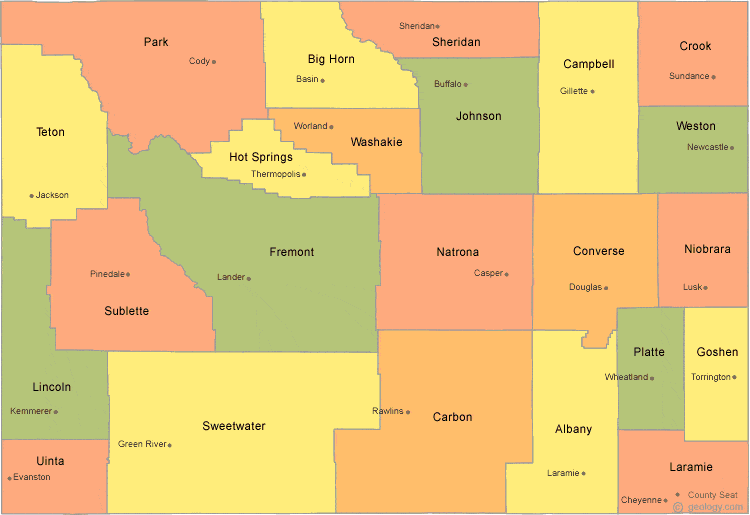 Park
Cody
Big Horn
Basin
Sheridan
Sheridan
Campbell
Gillette
Crook
Sundance
Buffalo
Johnson
Weston
Newcastle
Teton
Jackson
Worland
Washakie
Hot Springs
Thermopolis
Fremont
Lander
Pinedale
Sublette
Natrona
Casper
Converse
Douglas
Niobrara
Lusk
Lincoln
Kemmerer
Sweetwater
Green River
Rawlins
Carbon
Albany
Laramie
Platte
Wheatland
Goshen
Torrington
Uinta
Evanston
Laramie
County Seat
Cheyenne
© geology.com